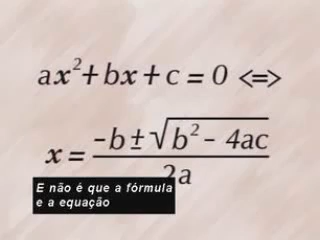 ax²+bx+c=0 <=>
x = -b±√b²-4ac
2a
E não é que a fórmula
e a equação